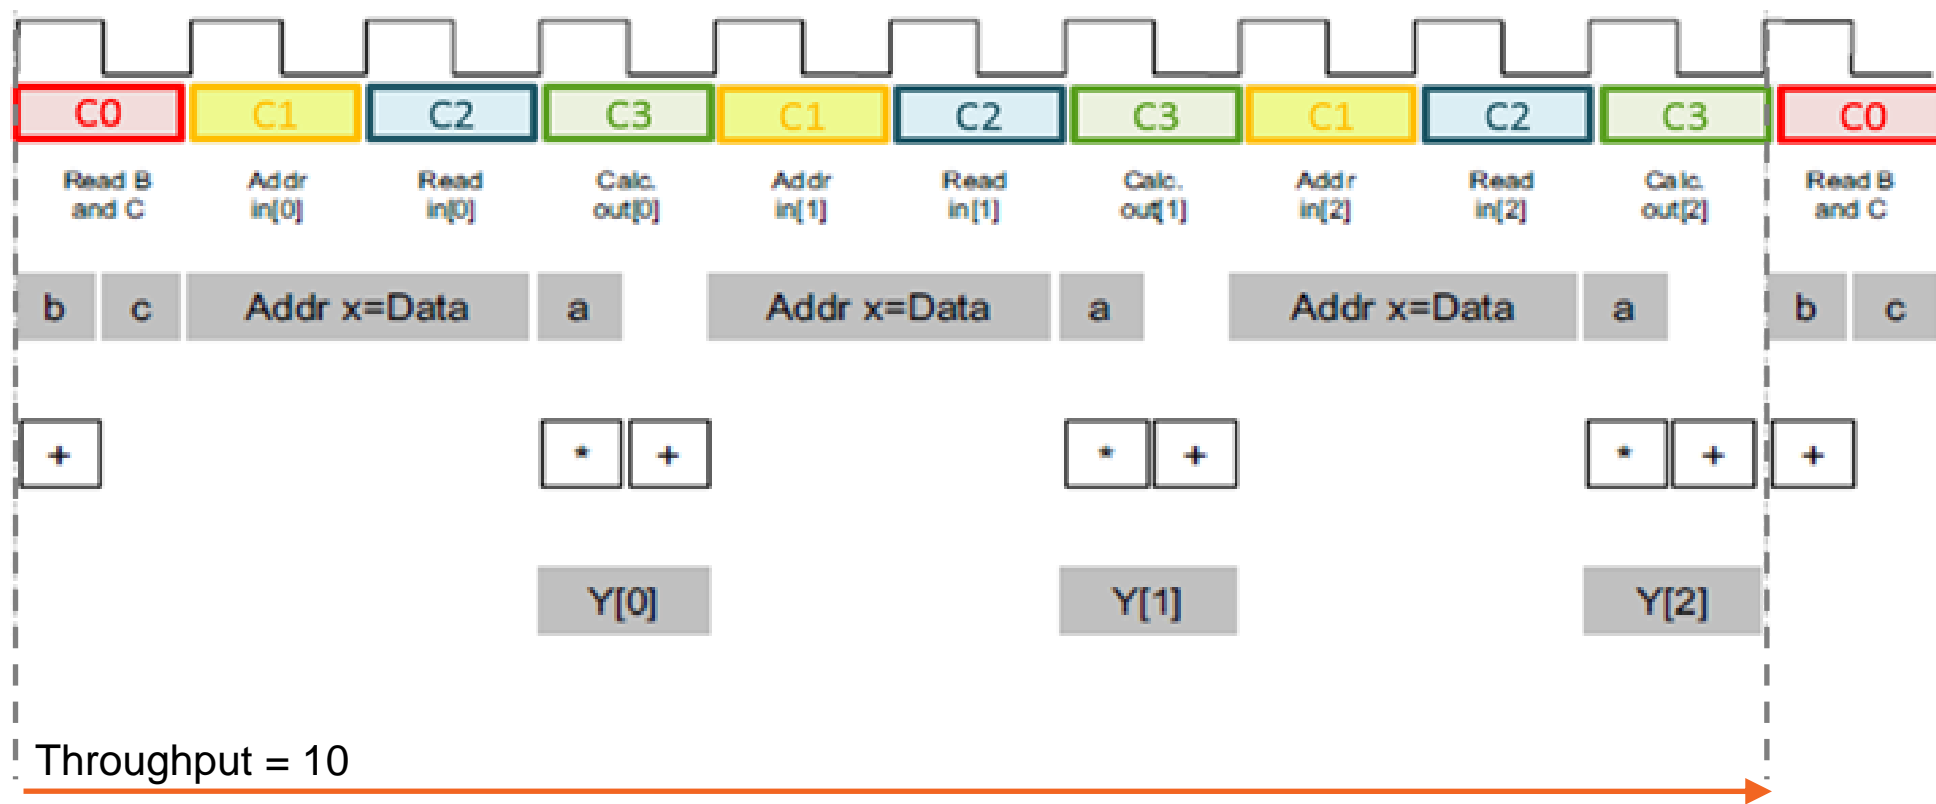 C0 C1 C2 C3 C1 C2 C3 C1 C2 C3 C0
Read B Addr Read Calc. Addr Read Calc. Addr Read Calc. Read B
and C in[0] in[0] out[0] in[1] in[1] out[1] in[2] in[2] out[2] and C
b c Addr x=Data a Addr x=Data a Addr x=Data a b c
+ * + * + * + +
Y[0] Y[1] Y[2]
Throughput = 10